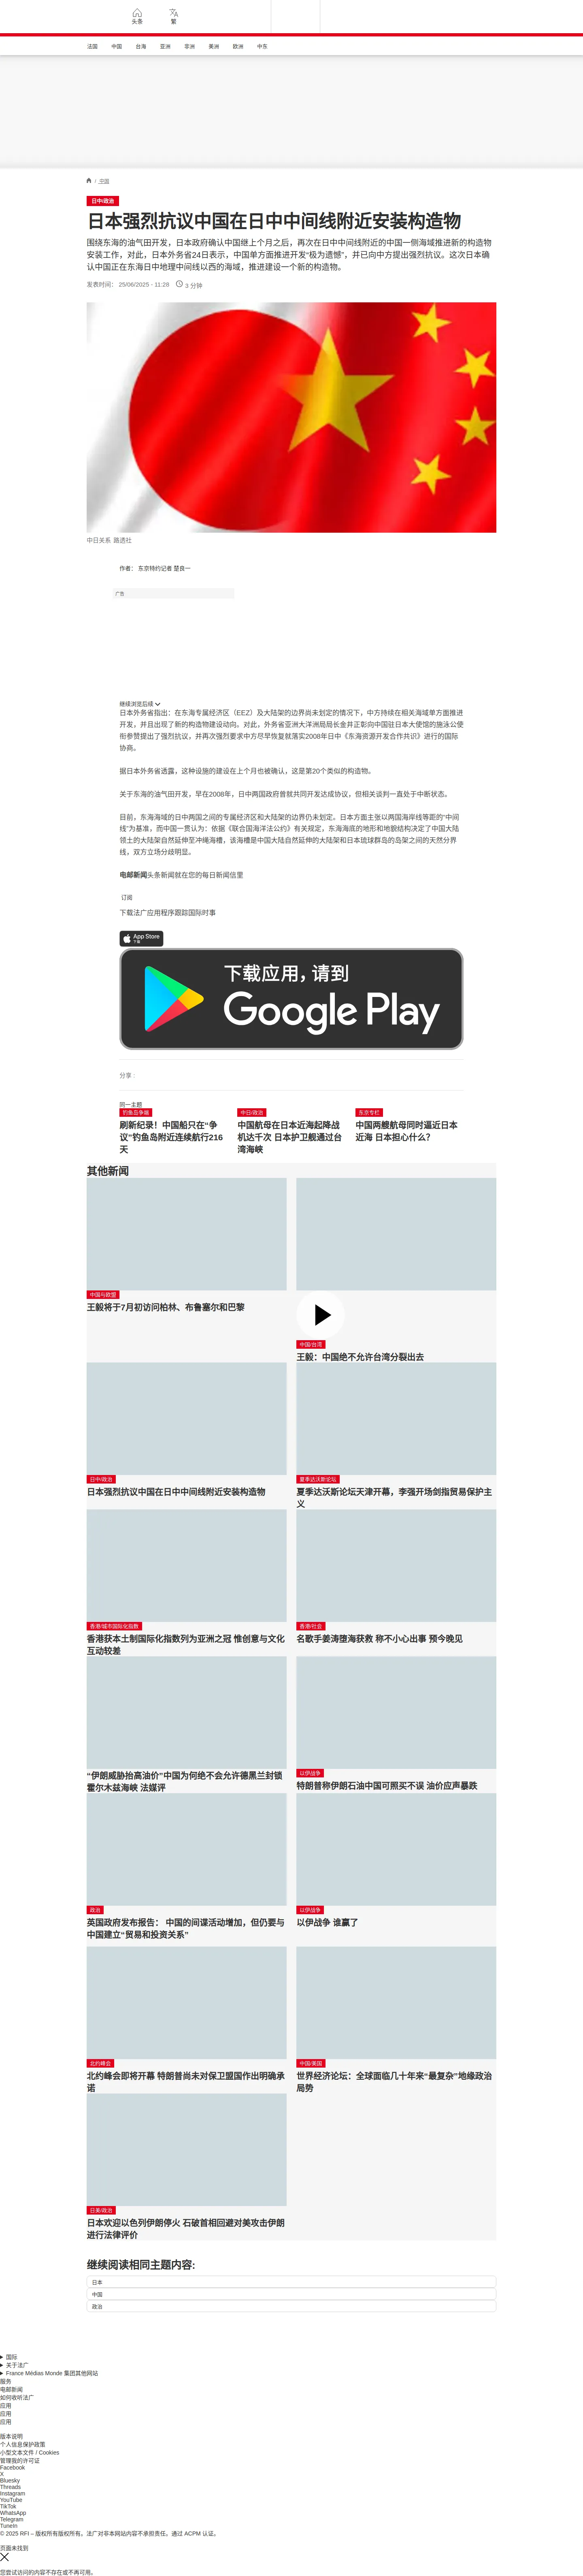 头条
繁
法国
中国
台海
亚洲
非洲
美洲
欧洲
中东
/ 中国
日中/政治
日本强烈抗议中国在日中中间线附近安装构造物
围绕东海的油气田开发，日本政府确认中国继上个月之后，再次在日中中间线附近的中国一侧海域推进新的构造物
安装工作，对此，日本外务省24日表示，中国单方面推进开发“极为遗憾”，并已向中方提出强烈抗议。这次日本确
认中国正在东海日中地理中间线以西的海域，推进建设一个新的构造物。
发表时间： 25/06/2025 - 11:29
3 分钟
中日关系 路透社
作者： 东京特约记者 楚良一
广告
继续浏览后续
日本外务省指出：在东海专属经济区（EEZ）及大陆架的边界尚未划定的情况下，中方持续在相关海域单方面推进
开发，并且出现了新的构造物建设动向。对此，外务省亚洲大洋洲局局长金井正彰向中国驻日本大使馆的施泳公使
衔参赞提出了强烈抗议，并再次强烈要求中方尽早恢复就落实2008年日中《东海资源开发合作共识》进行的国际
协商。
据日本外务省透露，这种设施的建设在上个月也被确认，这是第20个类似的构造物。
关于东海的油气田开发，早在2008年，日中两国政府曾就共同开发达成协议，但相关谈判一直处于中断状态。
目前，东海海域的日中两国之间的专属经济区和大陆架的边界仍未划定。日本方面主张以两国海岸线等距的“中间
线”为基准，而中国一贯认为：依据《联合国海洋法公约》有关规定，东海海底的地形和地貌结构决定了中国大陆
领土的大陆架自然延伸至冲绳海槽，该海槽是中国大陆自然延伸的大陆架和日本琉球群岛的岛架之间的天然分界
线，双方立场分歧明显。
电邮新闻头条新闻就在您的每日新闻信里
订阅
下载法广应用程序跟踪国际时事
App Store
下载
下载应用，请到
Google Play
分享 :
同一主题
钓鱼岛争端
刷新纪录！中国船只在“争
议”钓鱼岛附近连续航行216
天
中日/政治
中国航母在日本近海起降战
机达千次 日本护卫舰通过台
湾海峡
东京专栏
中国两艘航母同时逼近日本
近海 日本担心什么？
其他新闻
中国与欧盟
王毅将于7月初访问柏林、布鲁塞尔和巴黎
中国/台湾
王毅：中国绝不允许台湾分裂出去
日中/政治
日本强烈抗议中国在日中中间线附近安装构造物
夏季达沃斯论坛
夏季达沃斯论坛天津开幕，李强开场剑指贸易保护主
义
香港/城市国际化指数
香港获本土制国际化指数列为亚洲之冠 惟创意与文化
互动较差
香港/社会
名歌手姜涛堕海获救 称不小心出事 预今晚见
“伊朗威胁抬高油价”中国为何绝不会允许德黑兰封锁
霍尔木兹海峡 法媒评
以伊战争
特朗普称伊朗石油中国可照买不误 油价应声暴跌
政治
英国政府发布报告： 中国的间谍活动增加，但仍要与
中国建立“贸易和投资关系”
以伊战争
以伊战争 谁赢了
北约峰会
北约峰会即将开幕 特朗普尚未对保卫盟国作出明确承
诺
中国/美国
世界经济论坛：全球面临几十年来“最复杂”地缘政治
局势
日美/政治
日本欢迎以色列伊朗停火 石破首相回避对美攻击伊朗
进行法律评价
继续阅读相同主题内容:
日本
中国
政治
国际
关于法广
France Médias Monde 集团其他网站
服务
电邮新闻
如何收听法广
应用
应用
应用
版本说明
个人信息保护政策
小型文本文件 / Cookies
管理我的许可证
Facebook
X
Bluesky
Threads
Instagram
YouTube
TikTok
WhatsApp
Telegram
TuneIn
© 2025 RFI – 版权所有版权所有。法广对非本网站内容不承担责任。通过 ACPM 认证。
页面未找到
您尝试访问的内容不存在或不再可用。